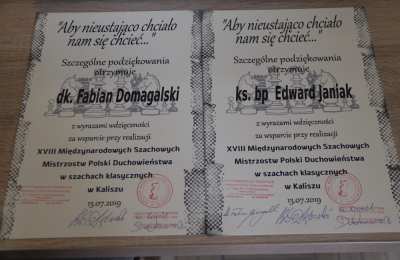 "Aby nieustająco chciało
nam się chcieć..."
Szczególne podziękowania
otrzymuje
dk. Fabian Domagalski
z wyrazami wdzięczności
za wsparcie przy realizacji
XVIII Międzynarodowych Szachowych
Mistrzostw Polski Duchowieństwa
w szachach klasycznych
w Kaliszu
13.07.2019
"Aby nieustająco chciało
nam się chcieć..."
Szczególne podziękowania
otrzymuje
ks. bp Edward Janiak
z wyrazami wdzięczności
za wsparcie przy realizacji
XVIII Międzynarodowych Szachowych
Mistrzostw Polski Duchowieństwa
w szachach klasycznych
w Kaliszu
13.07.2019